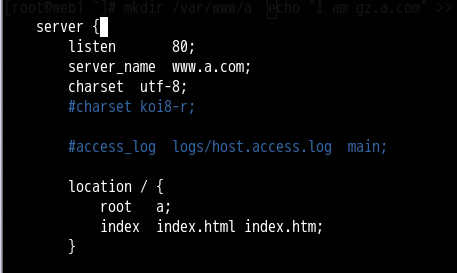 [root@web1 ~]# mkdir /var/www/a  echo "I am gz.a.com" >>
    server {
        listen       80;
        server_name  www.a.com;
        charset  utf-8;
        #charset koi8-r;

        #access_log  logs/host.access.log  main;

        location / {
            root   a;
            index  index.html index.htm;
        }